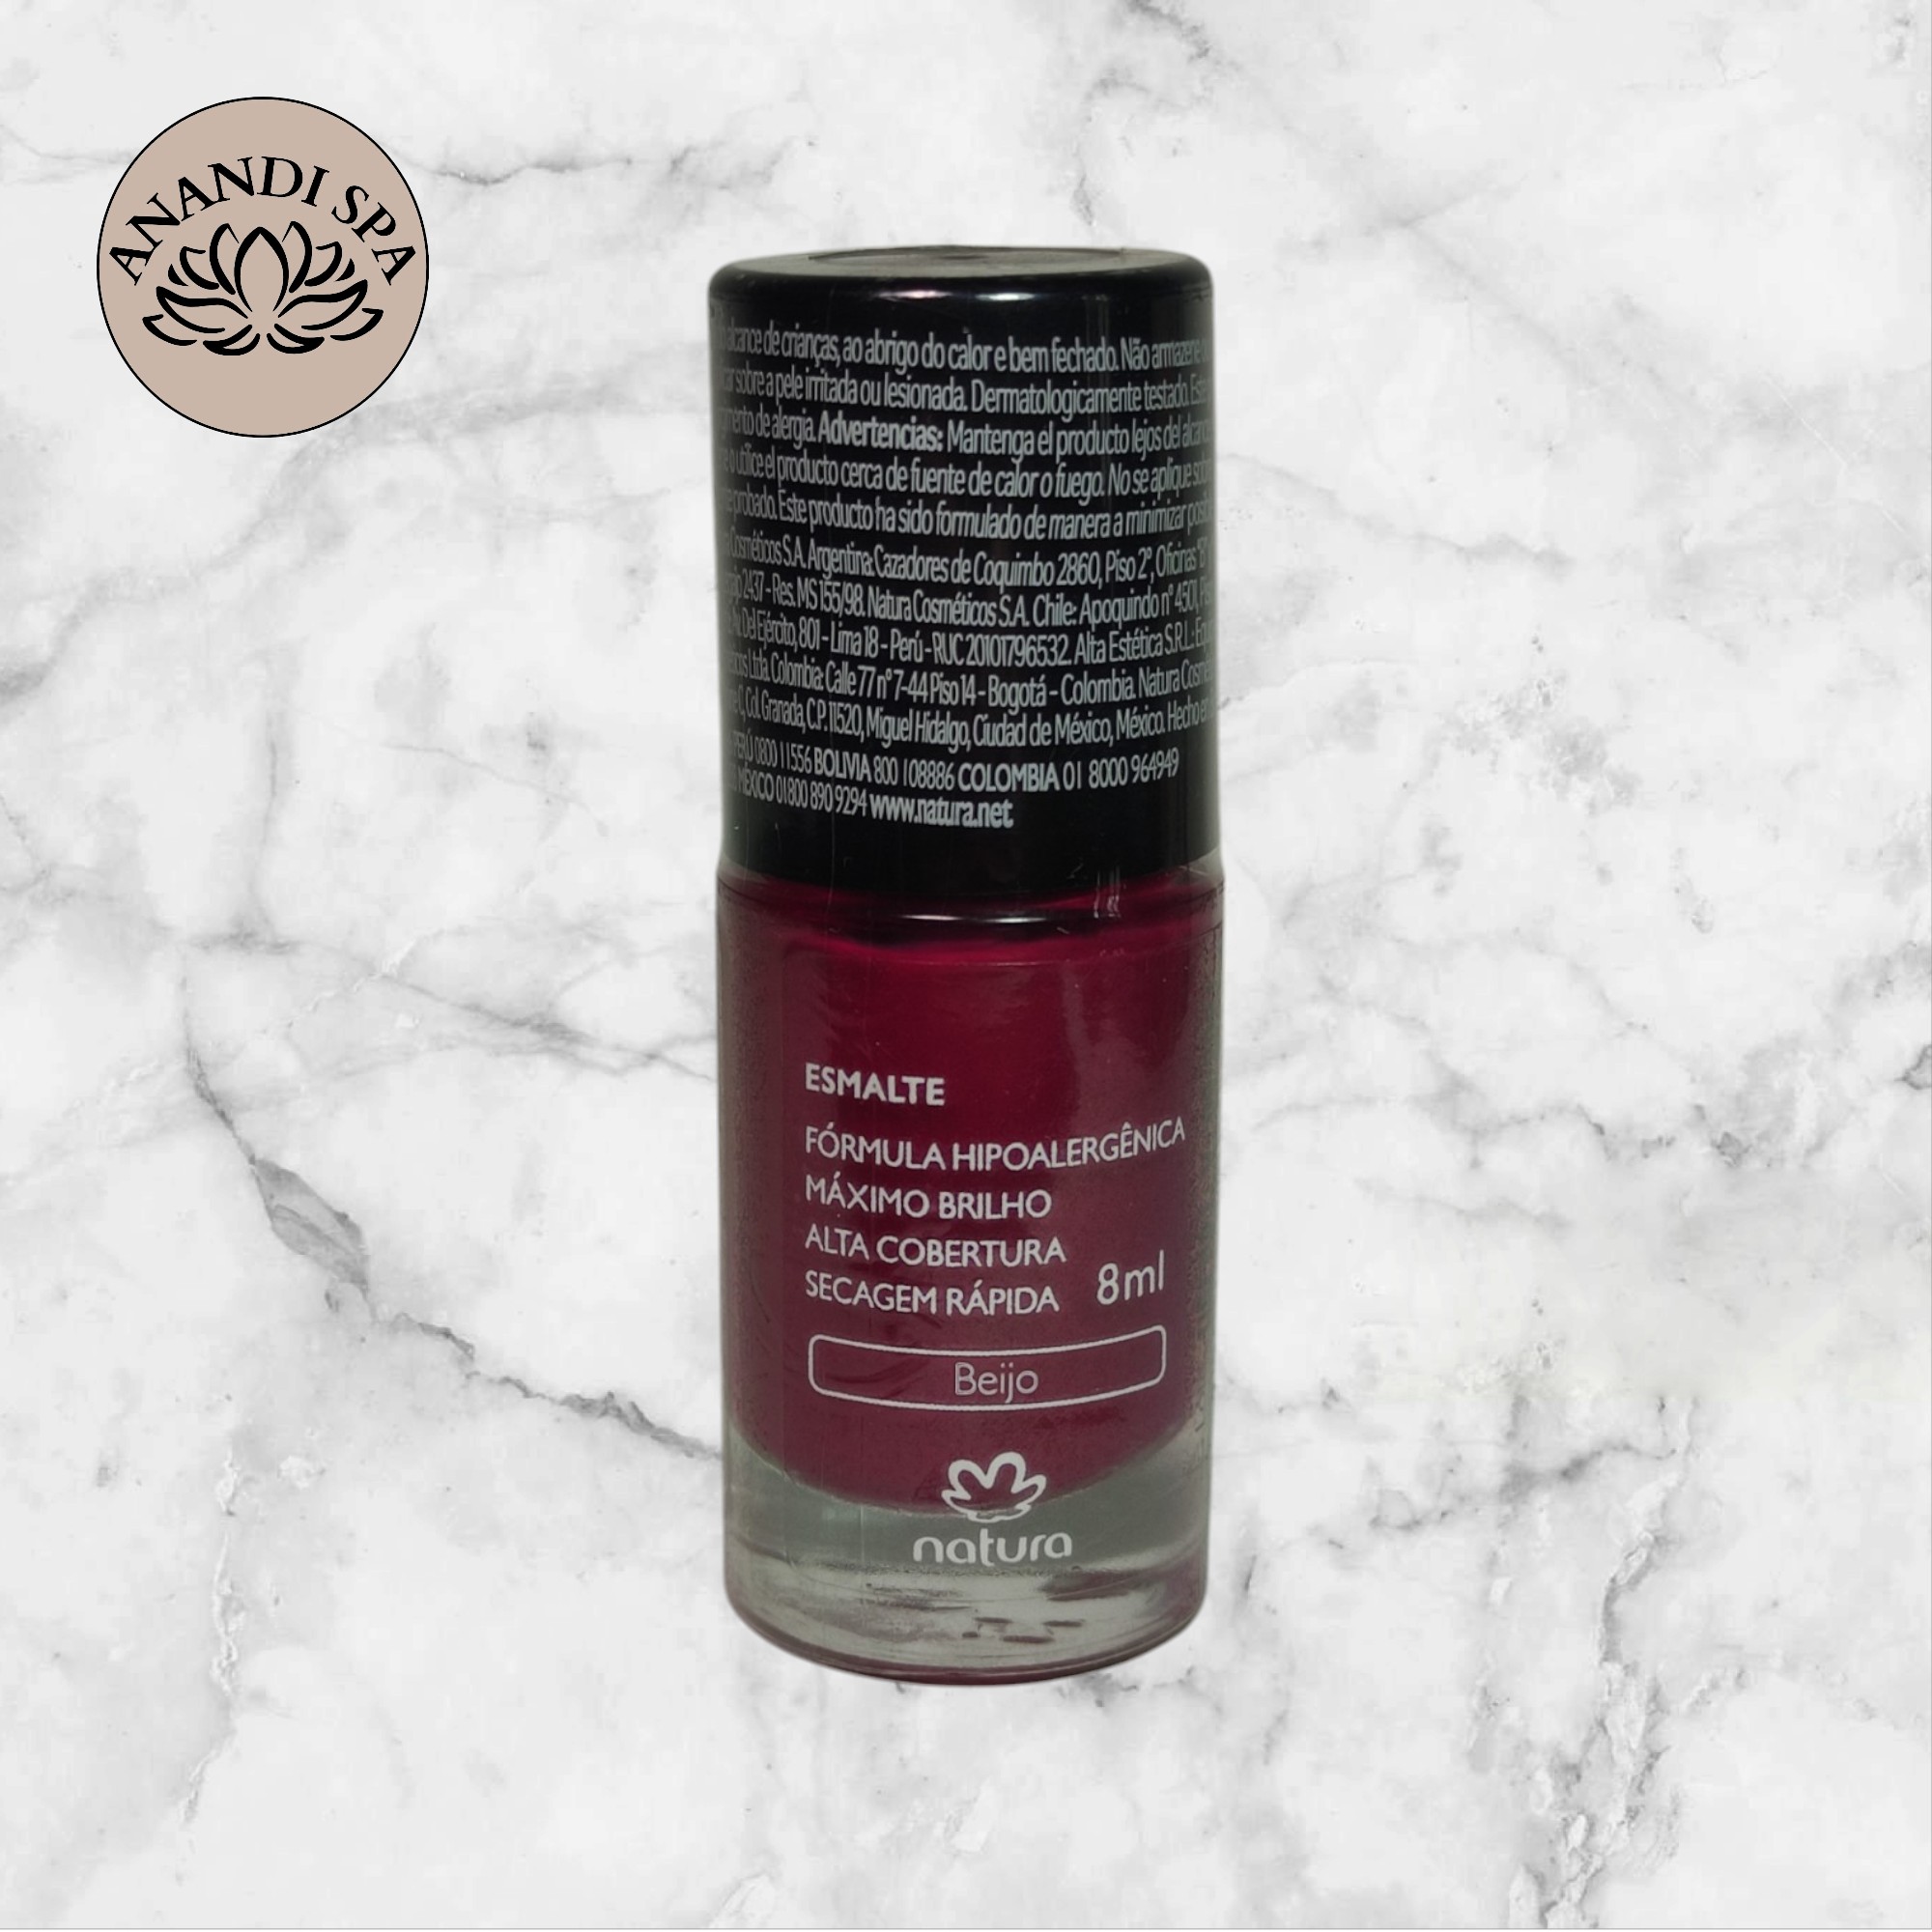 ANANDI SPA
alcance de crianças, ao abrigo do calor e bem fechado. Não armazene
sobre a pele irritada ou lesionada. Dermatologicamente testado.
de alergia. Advertencias: Mantenga el producto lejos del
o utilice el producto cerca de fuente de calor o fuego. No se aplique
probado. Este producto ha sido formulado de manera a minimizar
Cosméticos S.A. Argentina: Cazadores de Coquimbo 2860, Piso 2°, Oficinas
2437 - Res. MS 155/98. Natura Cosméticos S.A. Chile: Apoquindo n° 4501,
Del Ejército, 801 - Lima 18 - Perú - RUC 20101796532. Alta Estética S.R.L.:
Ltda. Colombia: Calle 77 n° 7-44 Piso 14 - Bogotá - Colombia. Natura
C, Col. Granada, C.P. 11520, Miguel Hidalgo, Ciudad de México, México. Hecho
PERÚ 0800 11556 BOLIVIA 800 108886 COLOMBIA 01 8000 964949
MÉXICO 01 800 890 9294 www.natura.net
ESMALTE
FÓRMULA HIPOALERGÊNICA
MÁXIMO BRILHO
ALTA COBERTURA
SECAGEM RÁPIDA 8ml
Beijo
natura